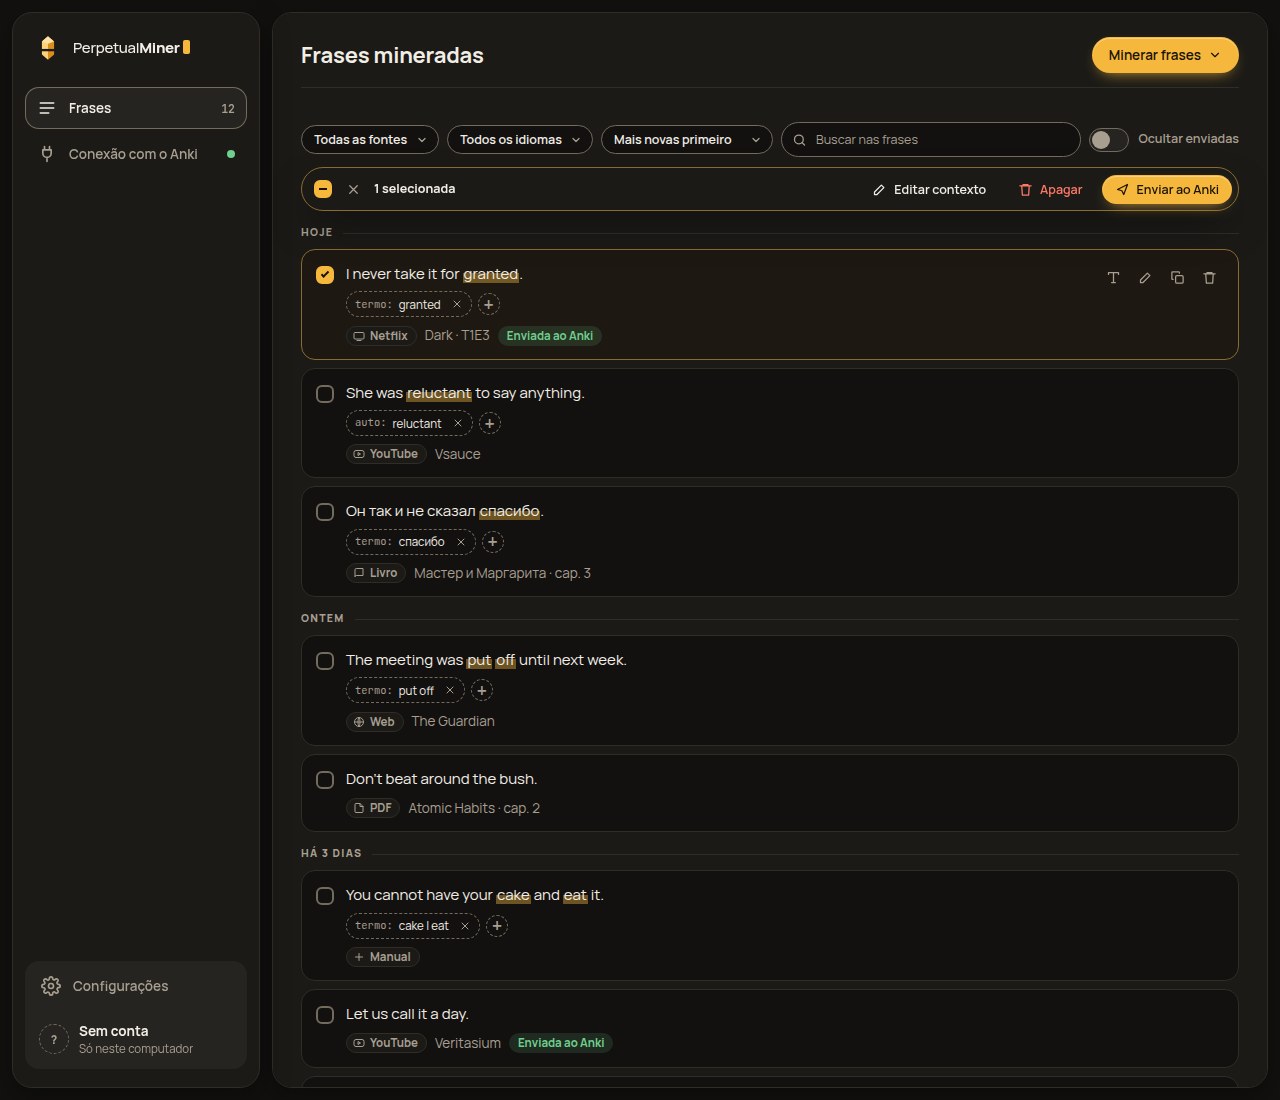 PerpetualMiner
Frases 12
Conexão com o Anki
Configurações
?
Sem conta
Só neste computador
Frases mineradas
Minerar frases
Todas as fontes
Todos os idiomas
Mais novas primeiro
Buscar nas frases
Ocultar enviadas
1 selecionada
Editar contexto
Apagar
Enviar ao Anki
HOJE
I never take it for granted.
termo: granted
Netflix Dark · T1E3 Enviada ao Anki
She was reluctant to say anything.
auto: reluctant
YouTube Vsauce
Он так и не сказал спасибо.
termo: спасибо
Livro Мастер и Маргарита · cap. 3
ONTEM
The meeting was put off until next week.
termo: put off
Web The Guardian
Don't beat around the bush.
PDF Atomic Habits · cap. 2
HÁ 3 DIAS
You cannot have your cake and eat it.
termo: cake | eat
Manual
Let us call it a day.
YouTube Veritasium Enviada ao Anki